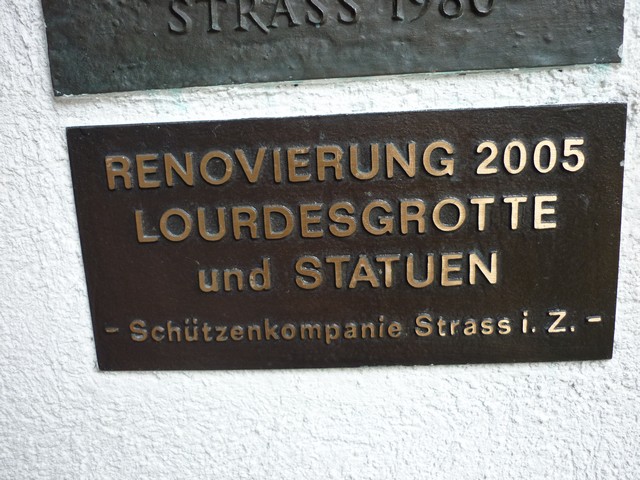 STRASS 1980
RENOVIERUNG 2005
LOURDESGROTTE
und STATUEN
- Schützenkompanie Strass i. Z. -